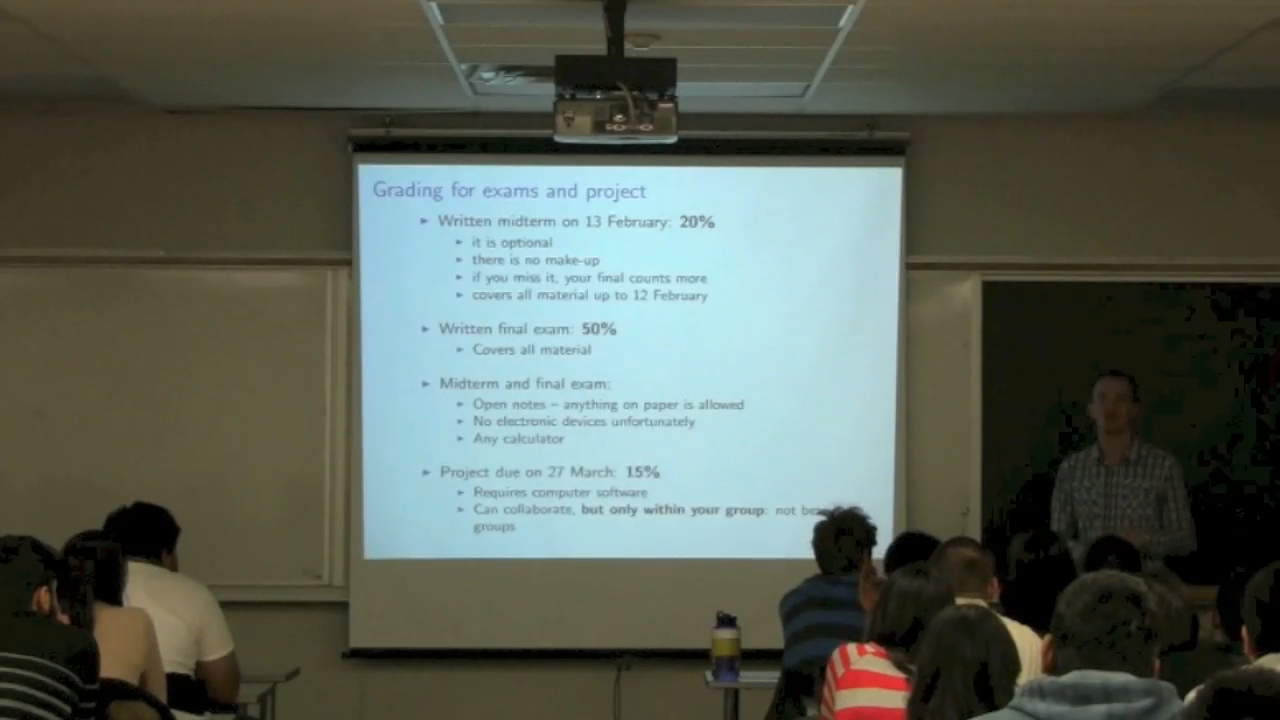 Grading for exams and project
► Written midterm on 13 February: 20%
► it is optional
► there is no make-up
► if you miss it, your final counts more
► covers all material up to 12 February
► Written final exam: 50%
► Covers all material
► Midterm and final exam:
► Open notes – anything on paper is allowed
► No electronic devices unfortunately
► Any calculator
► Project due on 27 March: 15%
► Requires computer software
► Can collaborate, but only within your group: not
groups